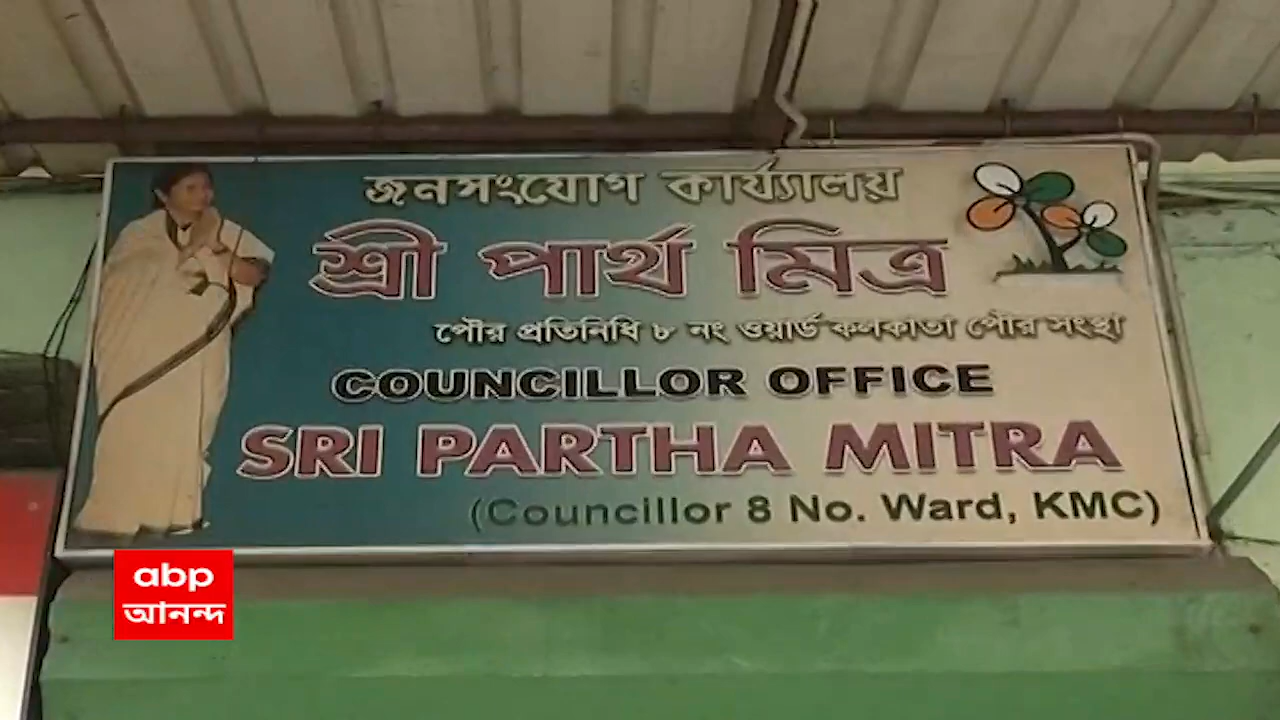 জনসংযোগ কার্য্যালয়
শ্রী পার্থ মিত্র
পৌর প্রতিনিধি ৮ নং ওয়ার্ড কলকাতা পৌর সংস্থা
COUNCILLOR OFFICE
SRI PARTHA MITRA
(Councillor 8 No. Ward, KMC)
abp
আনন্দ